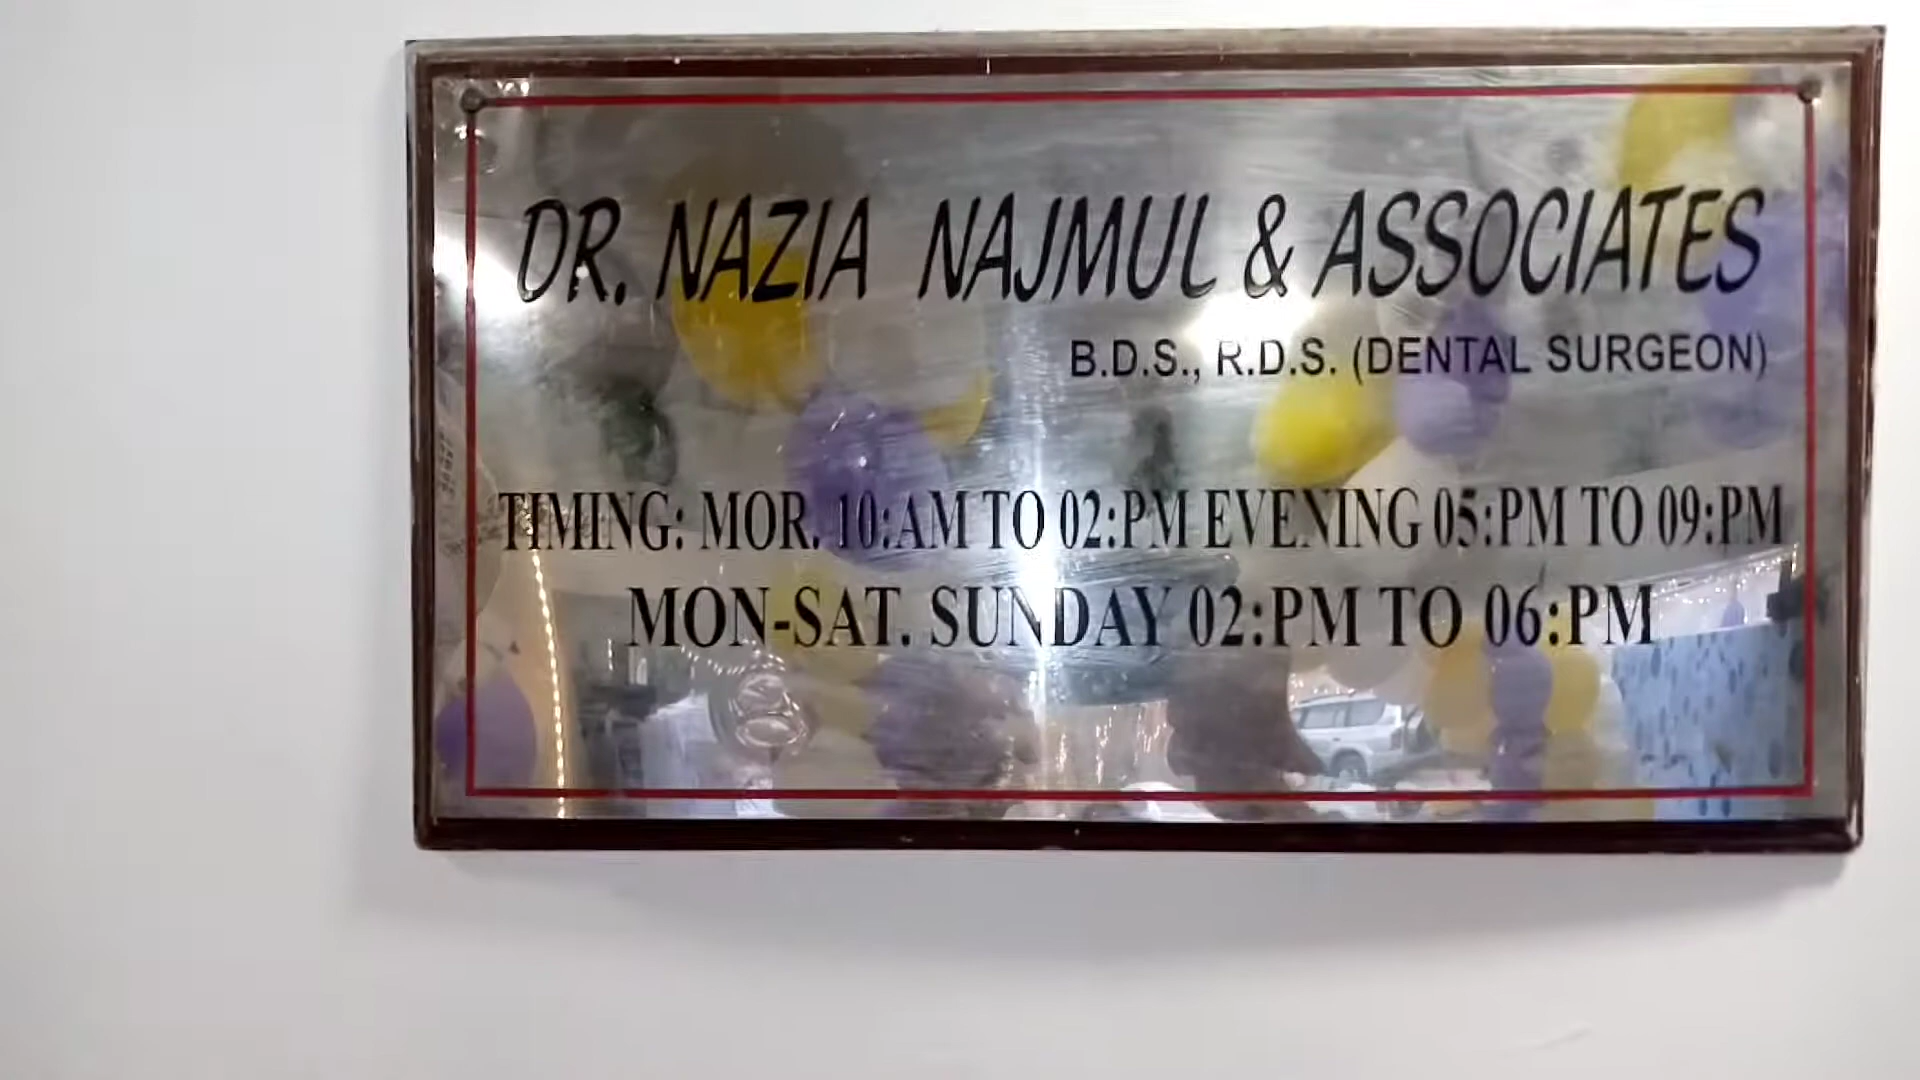 DR. NAZIA NAJMUL & ASSOCIATES
B.D.S., R.D.S. (DENTAL SURGEON)
TIMING: MOR. 10:AM TO 02:PM EVENING 05:PM TO 09:PM
MON-SAT. SUNDAY 02:PM TO 06:PM